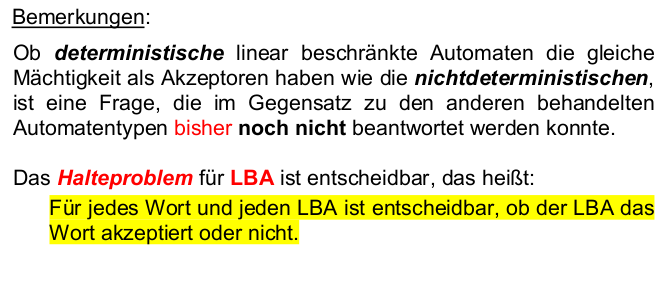 Bemerkungen:
Ob deterministische linear beschränkte Automaten die gleiche
Mächtigkeit als Akzeptoren haben wie die nichtdeterministischen,
ist eine Frage, die im Gegensatz zu den anderen behandelten
Automatentypen bisher noch nicht beantwortet werden konnte.
Das Halteproblem für LBA ist entscheidbar, das heißt:
Für jedes Wort und jeden LBA ist entscheidbar, ob der LBA das
Wort akzeptiert oder nicht.